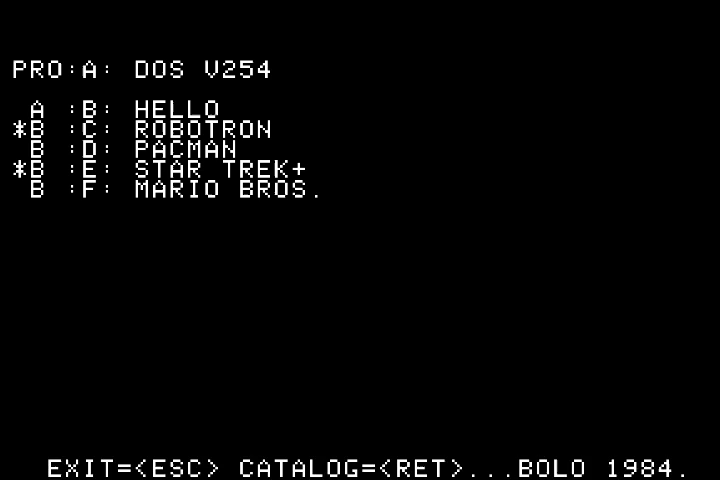 PRO:A: DOS V254
A :B: HELLO
*B :C: ROBOTRON
B :D: PACMAN
*B :E: STAR TREK+
B :F: MARIO BROS.
EXIT=<ESC> CATALOG=<RET>...BOLO 1984.